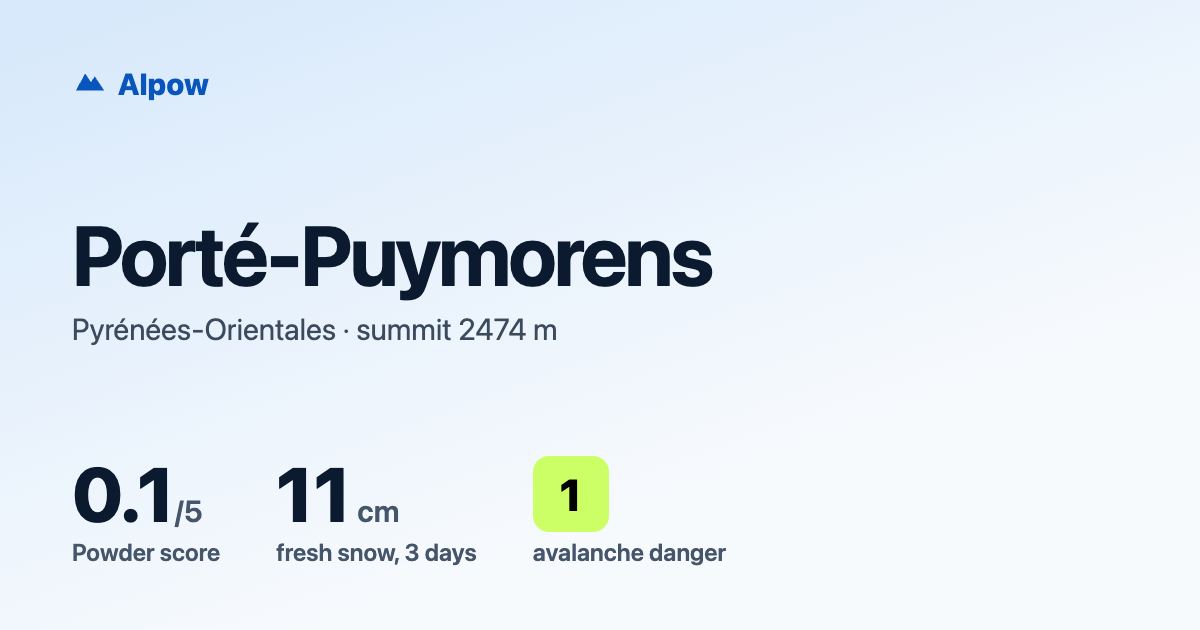 Alpow
Porté-Puymorens
Pyrénées-Orientales · summit 2474 m
0.1/5
Powder score
11 cm
fresh snow, 3 days
1
avalanche danger